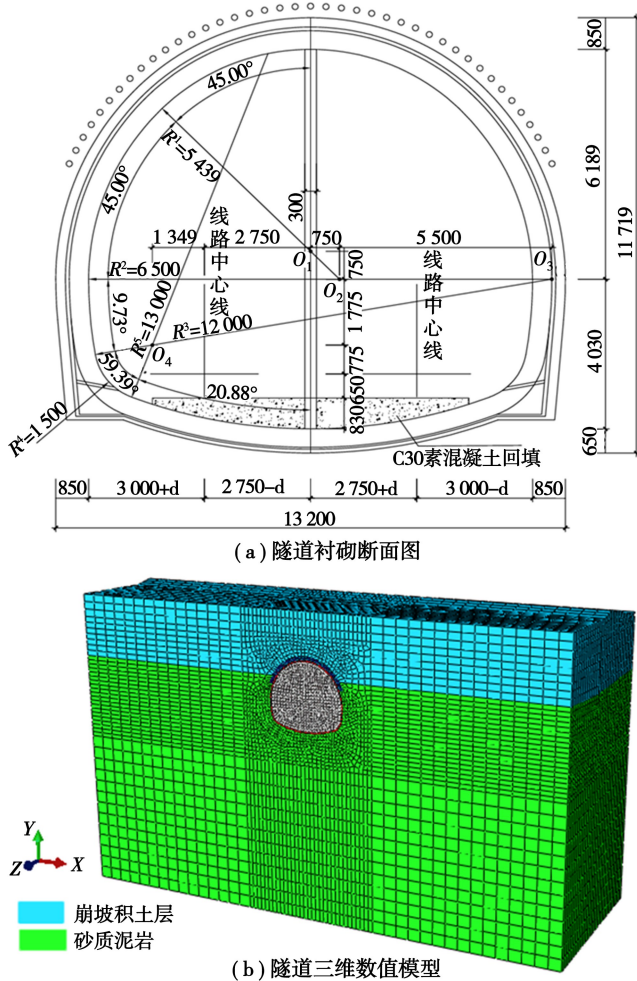 850
45.00°
R¹=5 439
6 189
11 719
45.00°
300
线路中心线
1 349
2 750
750
5 500
O₁
750
O₃
R²=6 500
O₂
线路中心线
9.73°
R⁵=13 000
R³=12 000
1 775
O₄
775
4 030
59.39°
20.88°
650
R⁴=1 500
830
C30素混凝土回填
650
850
3 000+d
2 750−d
2 750+d
3 000−d
850
13 200
(a)隧道衬砌断面图
Y
Z
X
崩坡积土层
砂质泥岩
(b)隧道三维数值模型